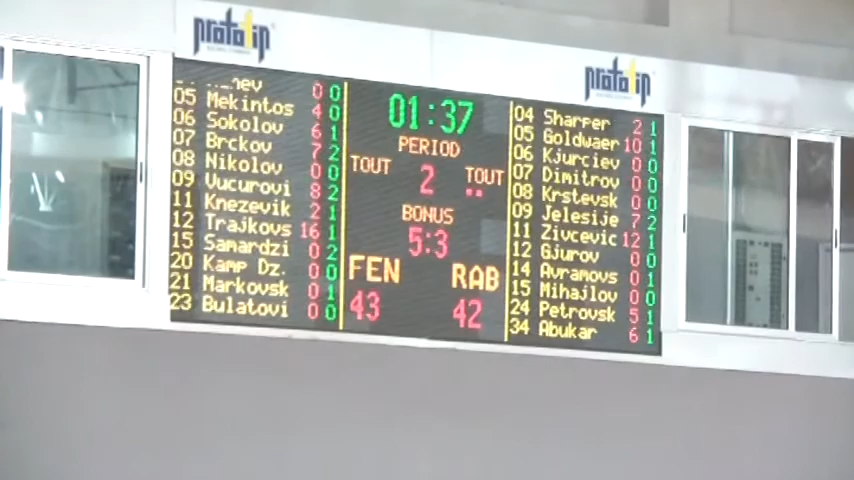 prototip
prototip
0 0
05 Mekintos 4 0
06 Sokolov 6 1
07 Brckov 7 2
08 Nikolov 0 0
09 Vucurovi 8 2
11 Knezevik 2 1
12 Trajkovs 16 1
15 Samardzi 0 2
20 Kamp Dz. 0 0
21 Markovsk 0 1
23 Bulatovi 0 0
01:37
PERIOD
TOUT 2 TOUT
BONUS
5:3
FEN RAB
43 42
04 Sharper 2 1
05 Goldwaer 10 1
06 Kjurciev 0 0
07 Dimitrov 0 0
08 Krstevsk 0 0
09 Jelesije 7 2
11 Zivcevic 12 1
12 Gjurov 0 0
14 Avramovs 0 1
15 Mihajlov 0 0
24 Petrovsk 5 1
34 Abukar 6 1